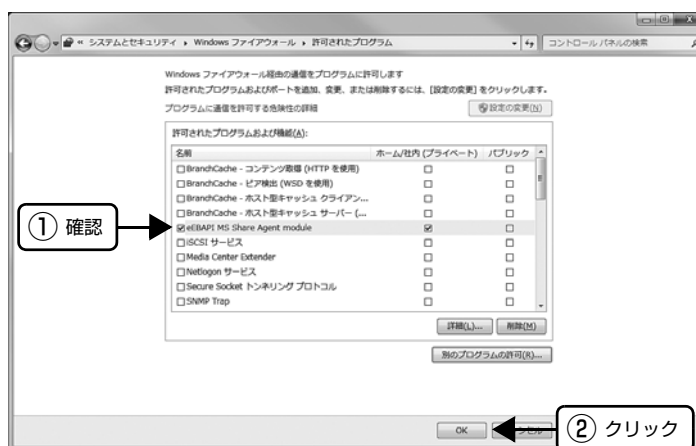 システムとセキュリティ ▸ Windows ファイアウォール ▸ 許可されたプログラム
コントロール パネルの検索
Windows ファイアウォール経由の通信をプログラムに許可します
許可されたプログラムおよびポートを追加、変更、または削除するには、[設定の変更] をクリックします。
プログラムに通信を許可する危険性の詳細
設定の変更(N)
許可されたプログラムおよび機能(A):
名前 ホーム/社内 (プライベート) パブリック
BranchCache - コンテンツ取得 (HTTP を使用)
BranchCache - ピア検出 (WSD を使用)
BranchCache - ホスト型キャッシュ クライアン...
BranchCache - ホスト型キャッシュ サーバー (...
① 確認
eEBAPI MS Share Agent module
iSCSI サービス
Media Center Extender
Netlogon サービス
Secure Socket トンネリング プロトコル
SNMP Trap
詳細(L)... 削除(M)
別のプログラムの許可(R)...
OK
② クリック